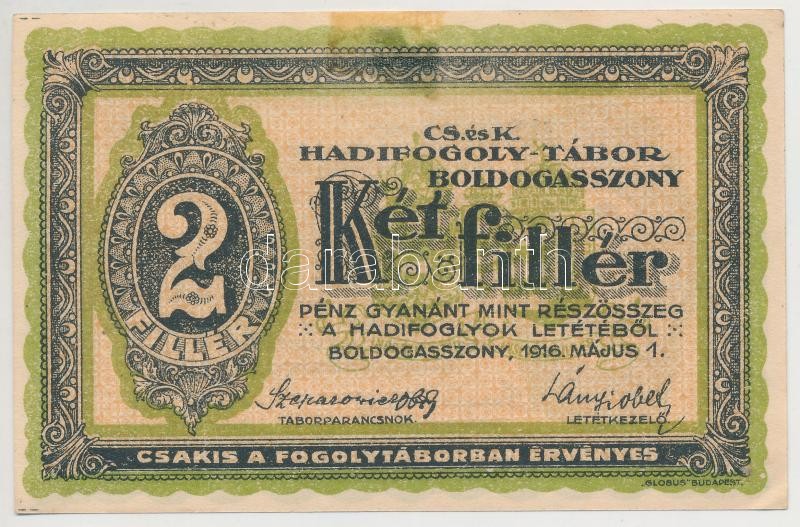 CS. és K.
HADIFOGOLY-TÁBOR
BOLDOGASSZONY
Két fillér
2
FILLÉR
PÉNZ GYANÁNT MINT RÉSZÖSSZEG
A HADIFOGLYOK LETÉTÉBŐL
BOLDOGASSZONY, 1916. MÁJUS 1.
TÁBORPARANCSNOK.
LETÉTKEZELŐ.
CSAKIS A FOGOLYTÁBORBAN ÉRVÉNYES
„GLOBUS" BUDAPEST.
darabanth